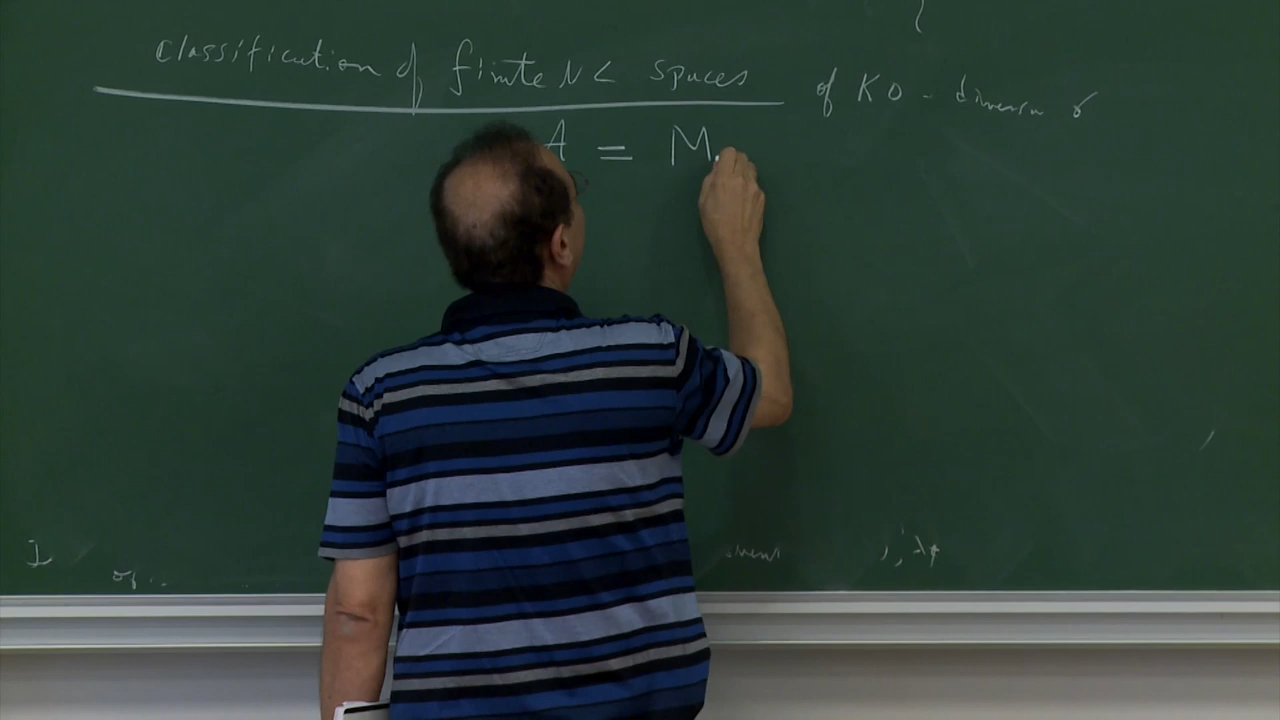 classification of finite NC spaces of KO-dimension 6
A = M